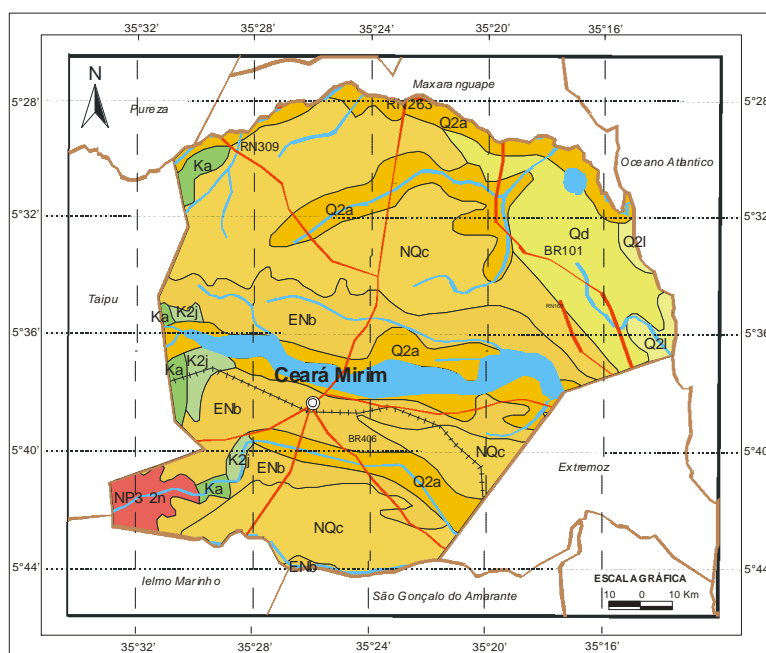 35°32' 35°28' 35°24' 35°20' 35°16'
N
Maxaranguape
5°28' 5°28'
Pureza
RN263
Q2a
RN309
Ka
Oceano Atlantico
5°32' 5°32'
Q2a
Qd
Q2l
NQc
BR101
Taipu
K2j
Ka
ENb
5°36' 5°36'
Q2a
Q2l
K2j
Ka
Ceará Mirim
ENb
5°40' 5°40'
BR406
NQc
K2j
ENb
Extremoz
Q2a
Ka
NP3 2n
NQc
5°44' 5°44'
ENb
Ielmo Marinho
ESCALA GRÁFICA
10 0 10 Km
São Gonçalo do Amarante
35°32' 35°28' 35°24' 35°20' 35°16'